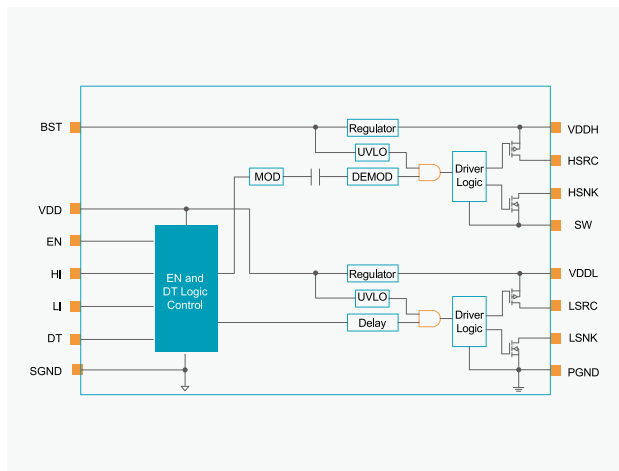 BST
Regulator
VDDH
UVLO
HSRC
MOD
DEMOD
Driver
Logic
HSNK
VDD
SW
EN
HI
EN and
DT Logic
Control
Regulator
VDDL
UVLO
LI
LSRC
Delay
Driver
Logic
DT
LSNK
SGND
PGND